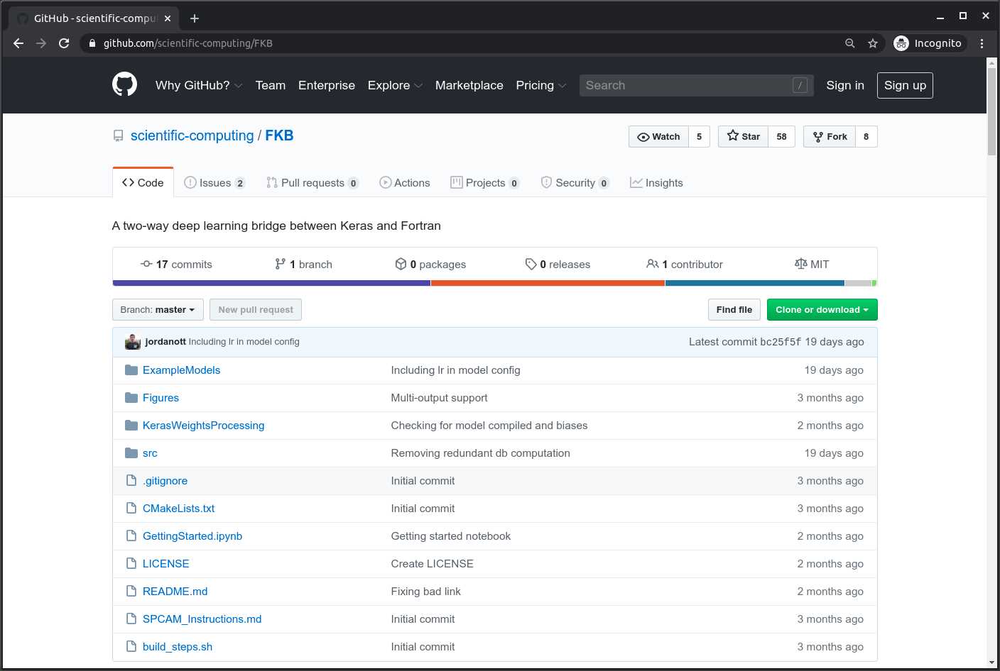 GitHub - scientific-comput
github.com/scientific-computing/FKB
Incognito
Why GitHub? Team Enterprise Explore Marketplace Pricing Search / Sign in Sign up
scientific-computing / FKB
Watch 5 Star 58 Fork 8
Code Issues 2 Pull requests 0 Actions Projects 0 Security 0 Insights
A two-way deep learning bridge between Keras and Fortran
17 commits 1 branch 0 packages 0 releases 1 contributor MIT
Branch: master New pull request Find file Clone or download
jordanott Including lr in model config Latest commit bc25f5f 19 days ago
ExampleModels Including lr in model config 19 days ago
Figures Multi-output support 3 months ago
KerasWeightsProcessing Checking for model compiled and biases 2 months ago
src Removing redundant db computation 19 days ago
.gitignore Initial commit 3 months ago
CMakeLists.txt Initial commit 3 months ago
GettingStarted.ipynb Getting started notebook 2 months ago
LICENSE Create LICENSE 2 months ago
README.md Fixing bad link 2 months ago
SPCAM_Instructions.md Initial commit 3 months ago
build_steps.sh Initial commit 3 months ago